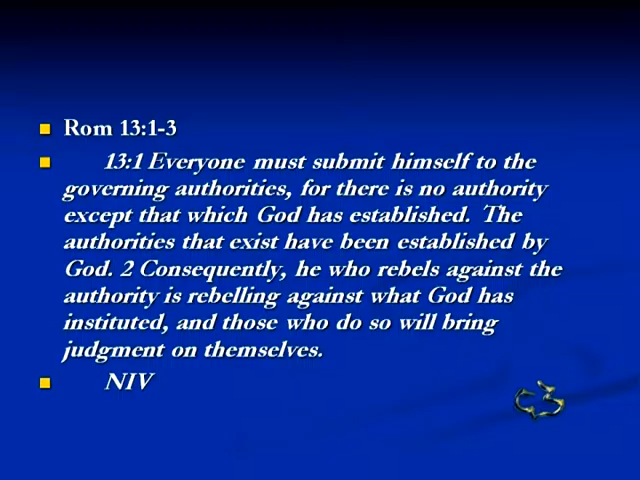 Rom 13:1-3
13:1 Everyone must submit himself to the
governing authorities, for there is no authority
except that which God has established. The
authorities that exist have been established by
God. 2 Consequently, he who rebels against the
authority is rebelling against what God has
instituted, and those who do so will bring
judgment on themselves.
NIV